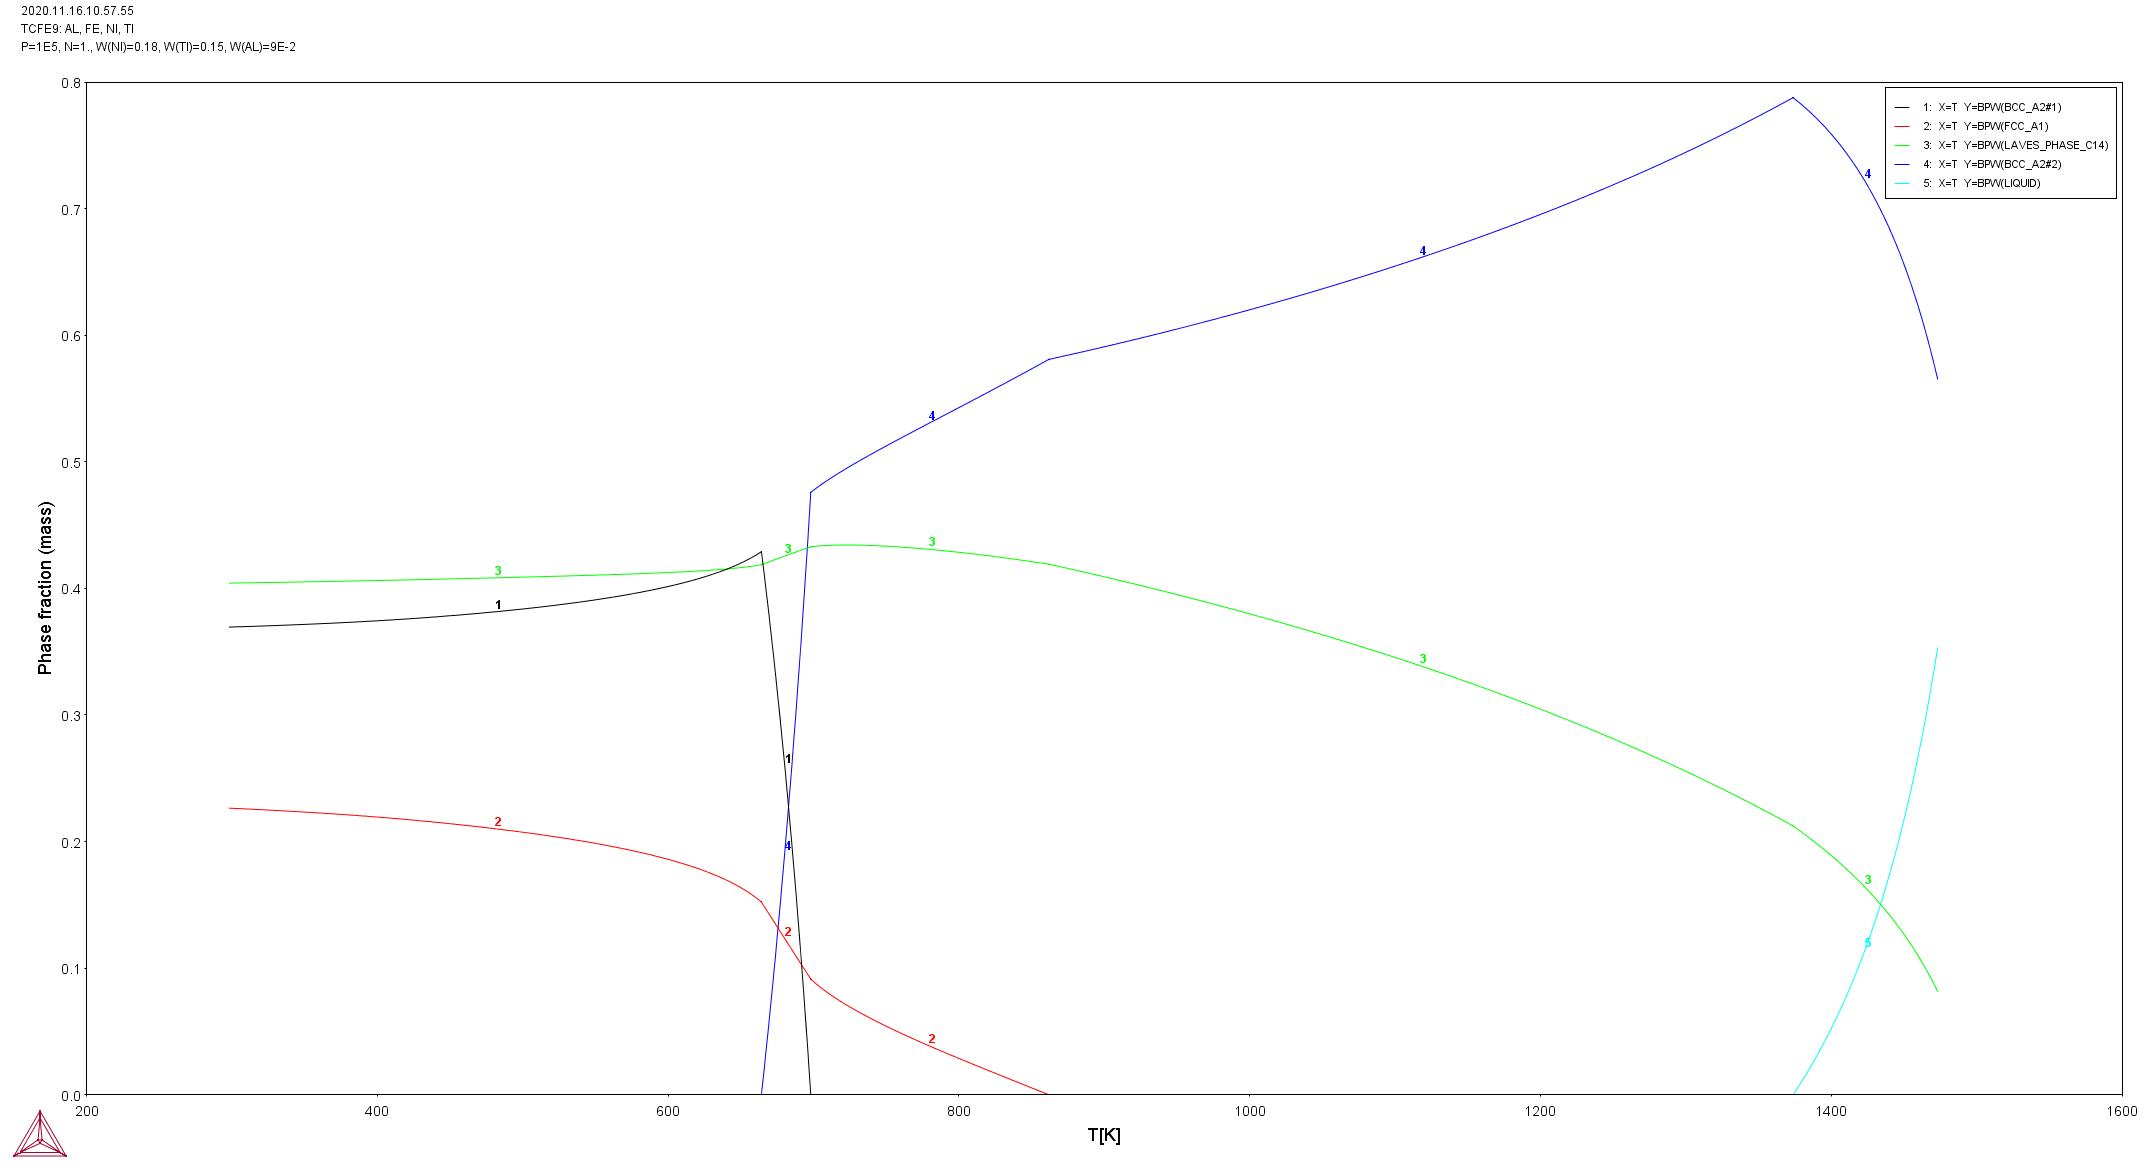 2020.11.16.10.57.55
TCFE9: AL, FE, NI, TI
P=1E5, N=1., W(NI)=0.18, W(TI)=0.15, W(AL)=9E-2
0.8
0.7
0.6
0.5
0.4
0.3
0.2
0.1
0.0
Phase fraction (mass)
1: X=T Y=BPW(BCC_A2#1)
2: X=T Y=BPW(FCC_A1)
3: X=T Y=BPW(LAVES_PHASE_C14)
4: X=T Y=BPW(BCC_A2#2)
5: X=T Y=BPW(LIQUID)
4
4
4
3
3
3
1
3
1
2
4
3
2
5
2
200 400 600 800 1000 1200 1400 1600
T[K]